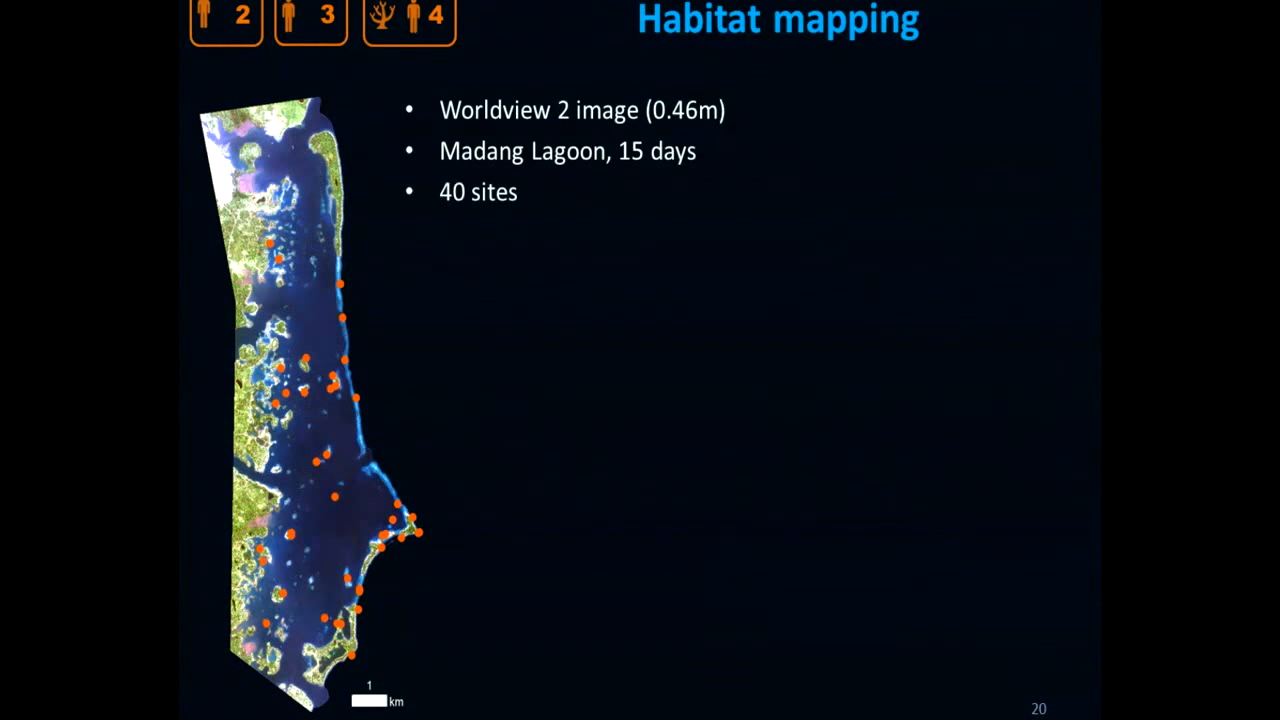 2
3
4
Habitat mapping
• Worldview 2 image (0.46m)
• Madang Lagoon, 15 days
• 40 sites
1
km
20